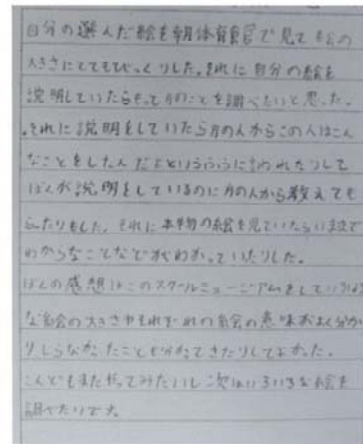 自分の選んだ絵を朝体育館で見て絵の
大きさにとてもびっくりした。それに自分の絵を
説明していたらもっとのことを調べたいと思った。
それに説明をしていたら方の人からこの人はこん
なことをした人だよというふうに言われたりして
ぼくが説明をしているのに方の人から教えても
らったりもした。それに本物の絵を見ていたらいままで
わからなことなどがわかっていたりした。
ぼくの感想はこのスクールミュージアムをしていろいろ
な絵の大きさやそれぞれの絵の意味がよく分か
りしらなかったことも分かってきたりしてよかった。
こんどもまたやってみたいし次はいろいろな絵を
調べたいです。